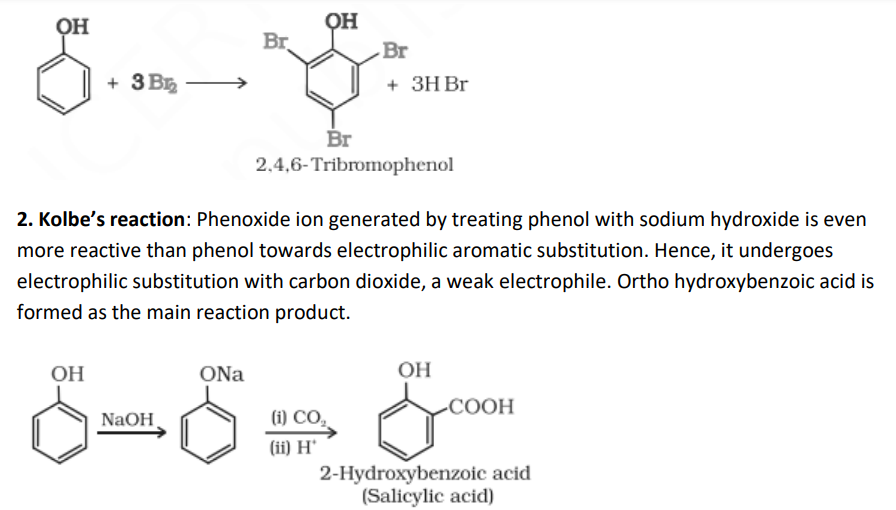 OH
OH
Br
Br
+ 3 Br₂
+ 3H Br
Br
2,4,6-Tribromophenol
2. Kolbe’s reaction: Phenoxide ion generated by treating phenol with sodium hydroxide is even
more reactive than phenol towards electrophilic aromatic substitution. Hence, it undergoes
electrophilic substitution with carbon dioxide, a weak electrophile. Ortho hydroxybenzoic acid is
formed as the main reaction product.
OH
ONa
OH
COOH
NaOH
(i) CO₂
(ii) H⁺
2-Hydroxybenzoic acid
(Salicylic acid)